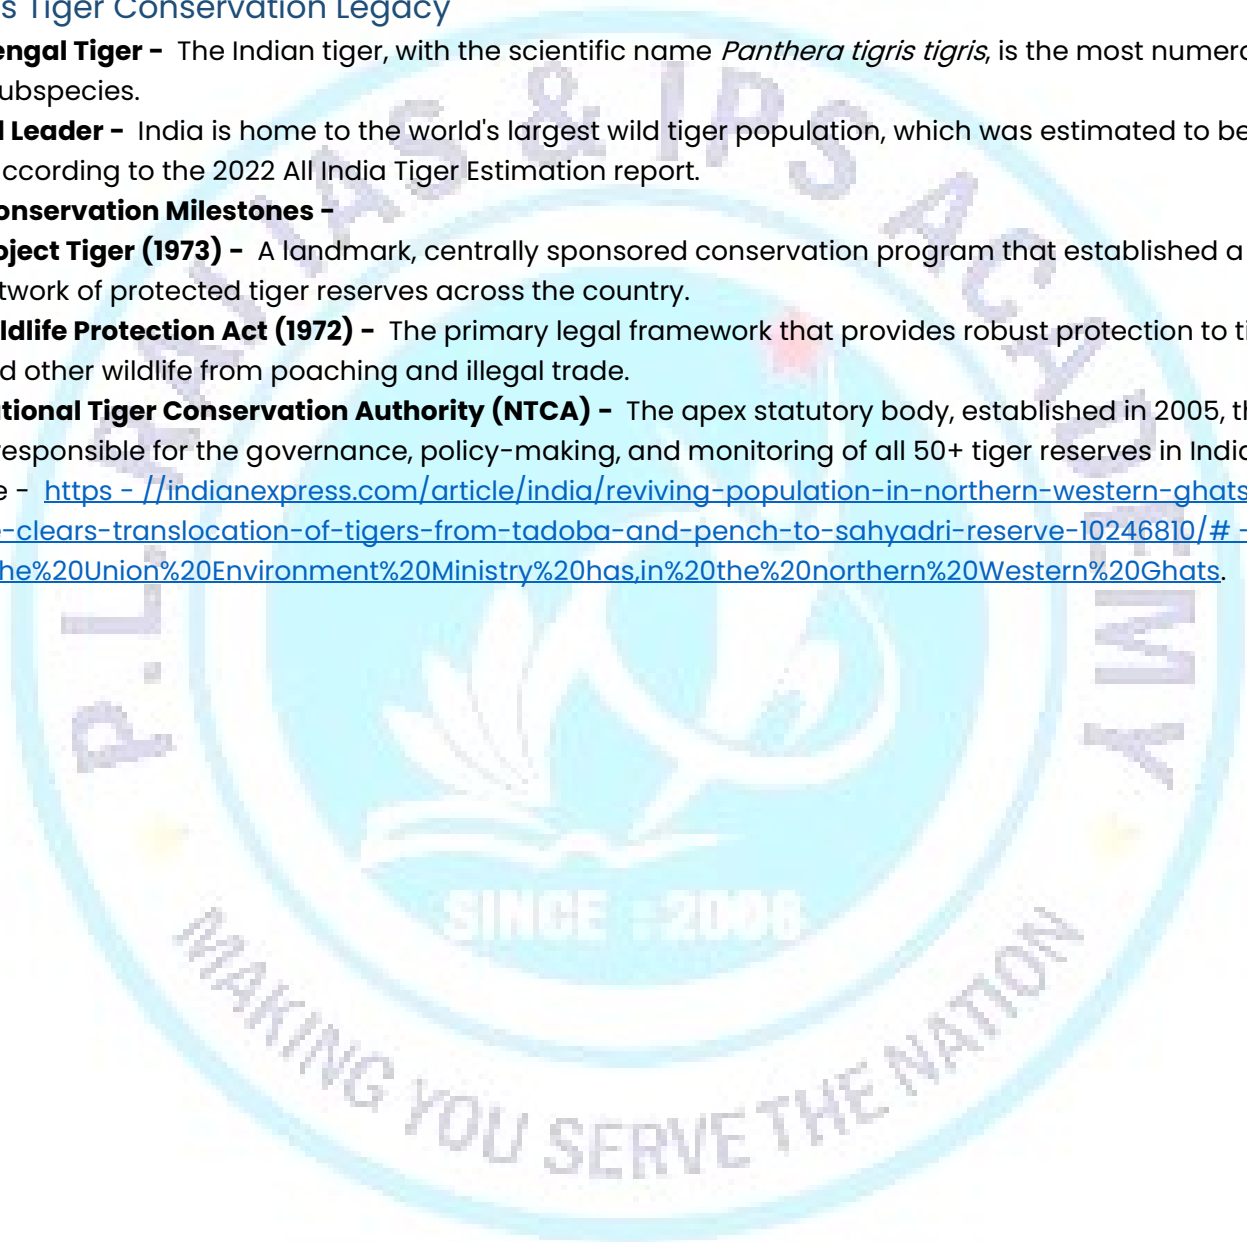 s Tiger Conservation Legacy
engal Tiger – The Indian tiger, with the scientific name Panthera tigris tigris, is the most numero
ubspecies.
l Leader – India is home to the world's largest wild tiger population, which was estimated to be
ccording to the 2022 All India Tiger Estimation report.
onservation Milestones –
oject Tiger (1973) – A landmark, centrally sponsored conservation program that established a
twork of protected tiger reserves across the country.
ldlife Protection Act (1972) – The primary legal framework that provides robust protection to ti
d other wildlife from poaching and illegal trade.
ational Tiger Conservation Authority (NTCA) – The apex statutory body, established in 2005, th
responsible for the governance, policy-making, and monitoring of all 50+ tiger reserves in India
e – https – //indianexpress.com/article/india/reviving-population-in-northern-western-ghats
e-clears-translocation-of-tigers-from-tadoba-and-pench-to-sahyadri-reserve-10246810/# –
he%20Union%20Environment%20Ministry%20has,in%20the%20northern%20Western%20Ghats.
P.L. RAJ IAS & IPS ACADEMY
SINCE :2008
MAKING YOU SERVE THE NATION